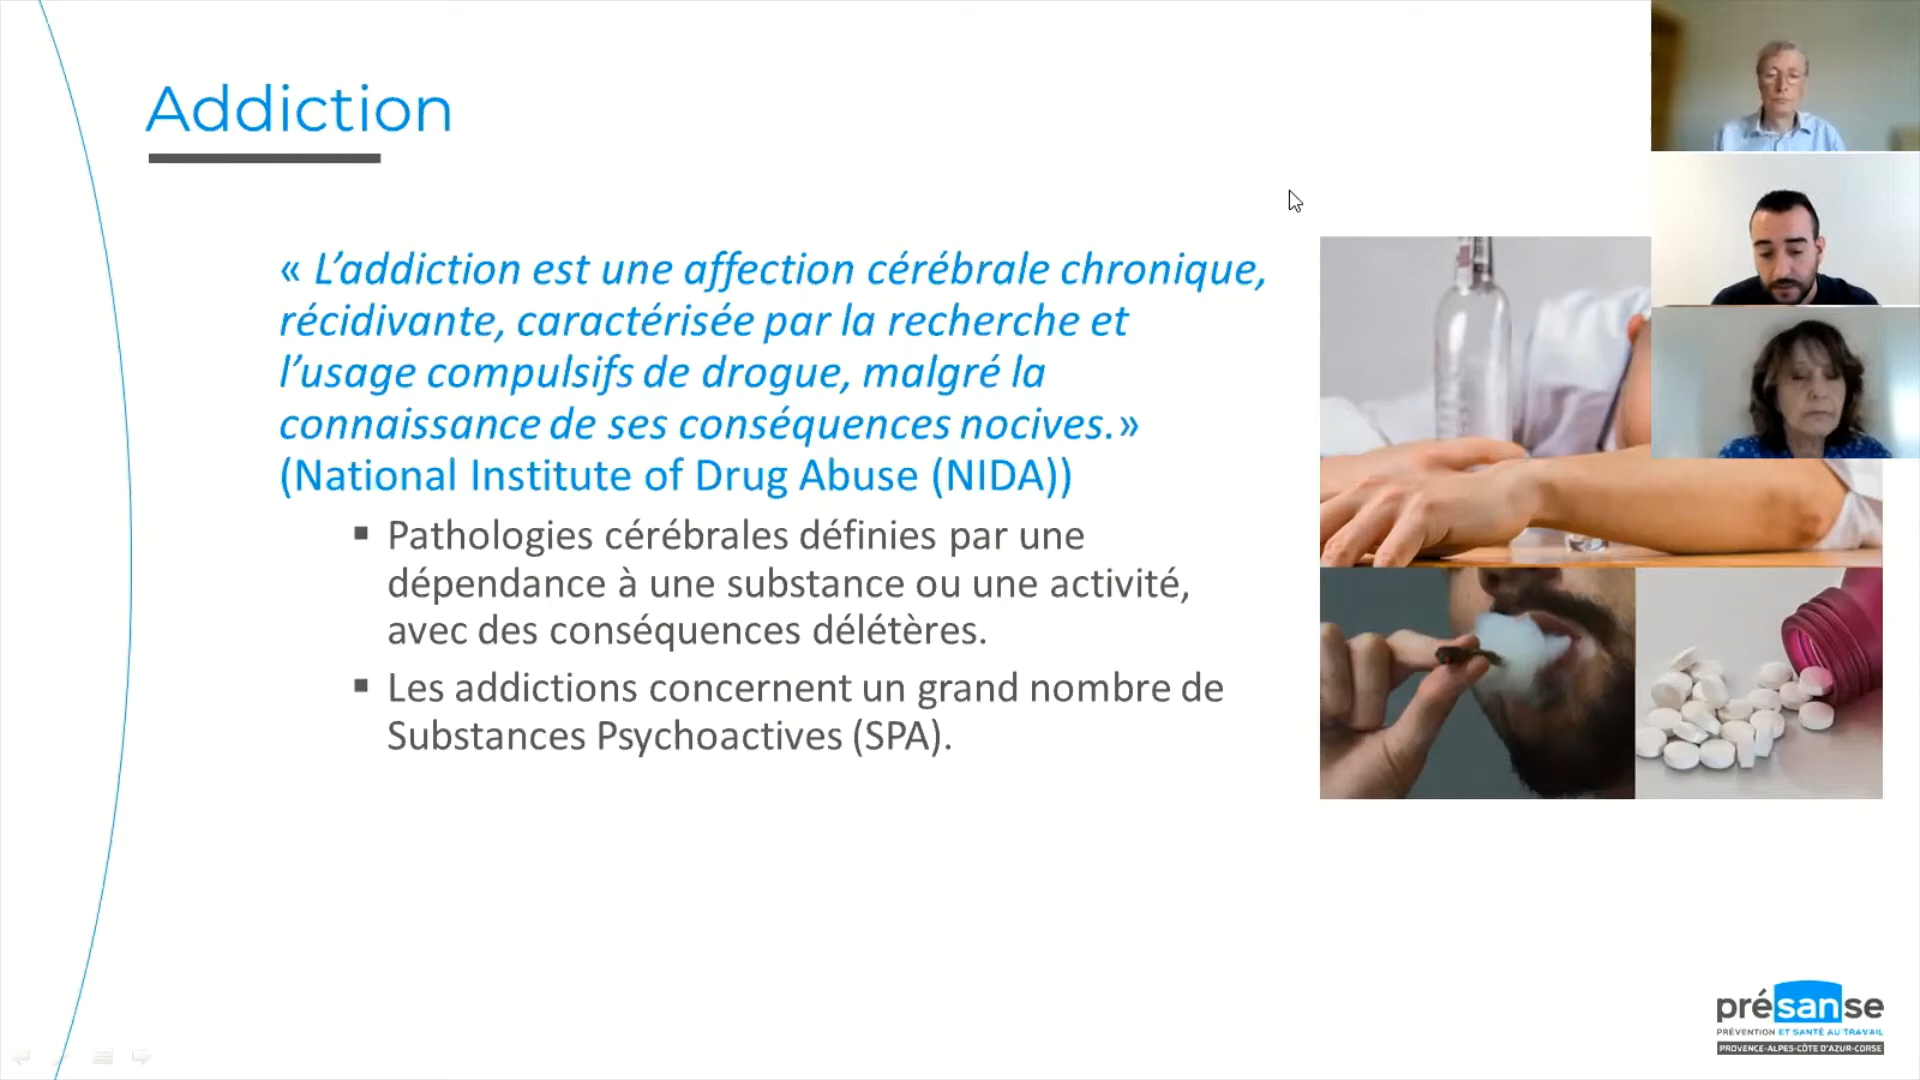 Addiction
« L’addiction est une affection cérébrale chronique,
récidivante, caractérisée par la recherche et
l’usage compulsifs de drogue, malgré la
connaissance de ses conséquences nocives.»
(National Institute of Drug Abuse (NIDA))
▪ Pathologies cérébrales définies par une
dépendance à une substance ou une activité,
avec des conséquences délétères.
▪ Les addictions concernent un grand nombre de
Substances Psychoactives (SPA).
présanse
PRÉVENTION ET SANTÉ AU TRAVAIL
PROVENCE-ALPES-CÔTE D'AZUR-CORSE